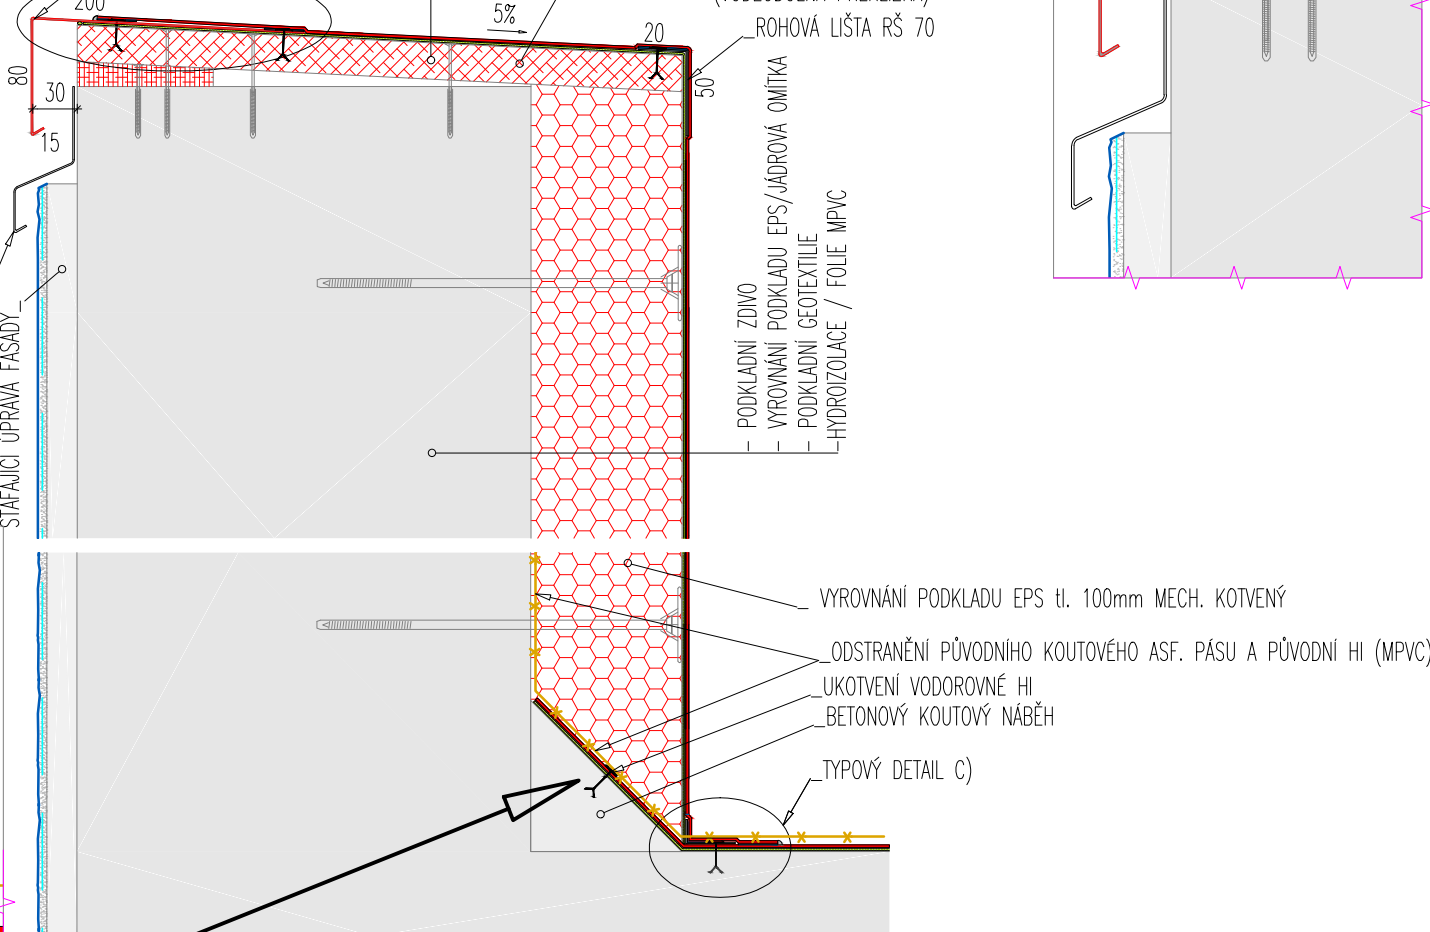 200
5%
20
ROHOVÁ LIŠTA RŠ 70
80
30
15
50
PODKLADNÍ ZDIVO
VYROVNÁNÍ PODKLADU EPS/JÁDROVÁ OMÍTKA
PODKLADNÍ GEOTEXTILIE
HYDROIZOLACE / FOLIE MPVC
ÚPRAVA FASÁDY
VYROVNÁNÍ PODKLADU EPS tl. 100mm MECH. KOTVENÝ
ODSTRANĚNÍ PŮVODNÍHO KOUTOVÉHO ASF. PÁSU A PŮVODNÍ HI (MPVC)
UKOTVENÍ VODOROVNÉ HI
BETONOVÝ KOUTOVÝ NÁBĚH
TYPOVÝ DETAIL C)